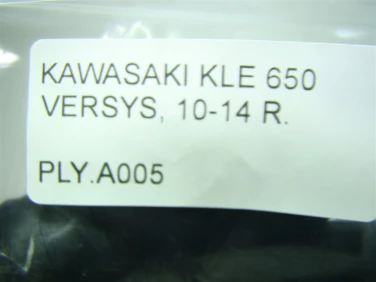 KAWASAKI KLE 650
VERSYS, 10-14 R.
PLY.A005